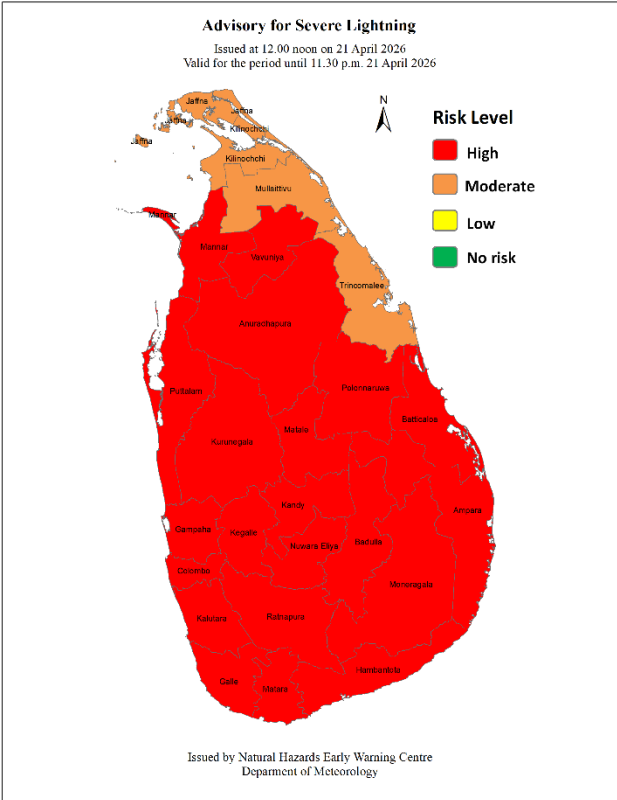 Advisory for Severe Lightning
Issued at 12.00 noon on 21 April 2026
Valid for the period until 11.30 p.m. 21 April 2026
N
Risk Level
High
Moderate
Low
No risk
Jaffna
Jaffna
Jaffna
Kilinochchi
Jaffna
Kilinochchi
Mullaittivu
Mannar
Mannar
Vavuniya
Trincomalee
Anuradhapura
Puttalam
Polonnaruwa
Batticaloa
Kurunegala
Matale
Kandy
Ampara
Gampaha
Kegalle
Nuwara Eliya
Badulla
Colombo
Moneragala
Kalutara
Ratnapura
Hambantota
Galle
Matara
Issued by Natural Hazards Early Warning Centre
Deparment of Meteorology